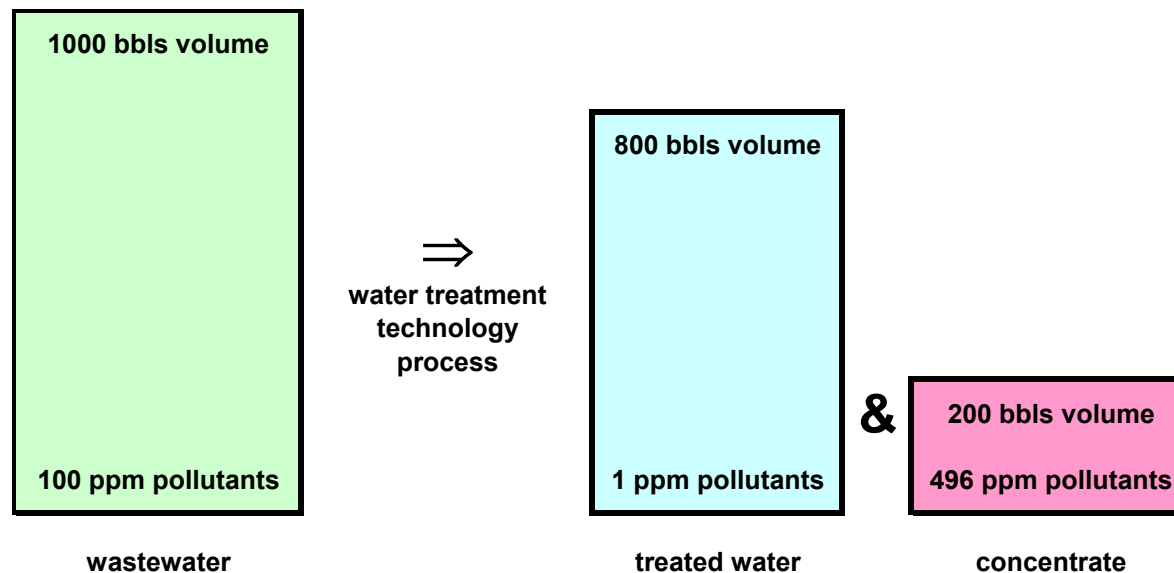 1000 bbls volume
100 ppm pollutants
wastewater
⇒
water treatment
technology
process
800 bbls volume
1 ppm pollutants
treated water
&
200 bbls volume
496 ppm pollutants
concentrate